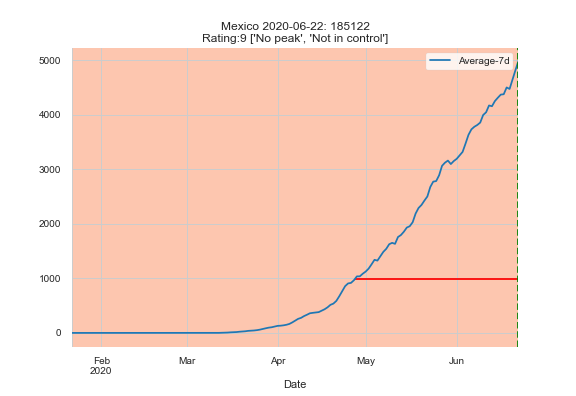 Mexico 2020-06-22: 185122
Rating:9 ['No peak', 'Not in control']
Average-7d
5000
4000
3000
2000
1000
0
Feb Mar Apr May Jun
2020
Date